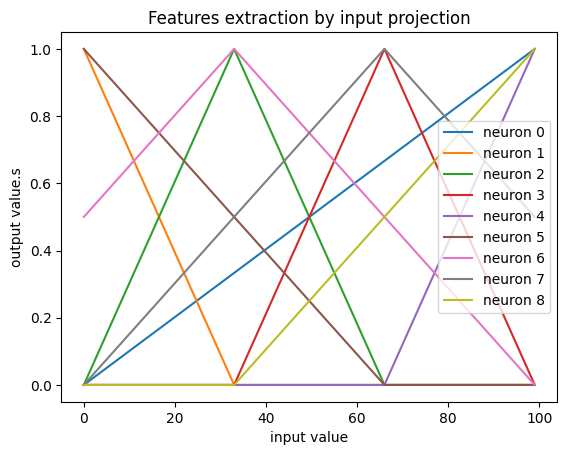 Features extraction by input projection
output value.s
1.0
0.8
0.6
0.4
0.2
0.0
neuron 0
neuron 1
neuron 2
neuron 3
neuron 4
neuron 5
neuron 6
neuron 7
neuron 8
0 20 40 60 80 100
input value